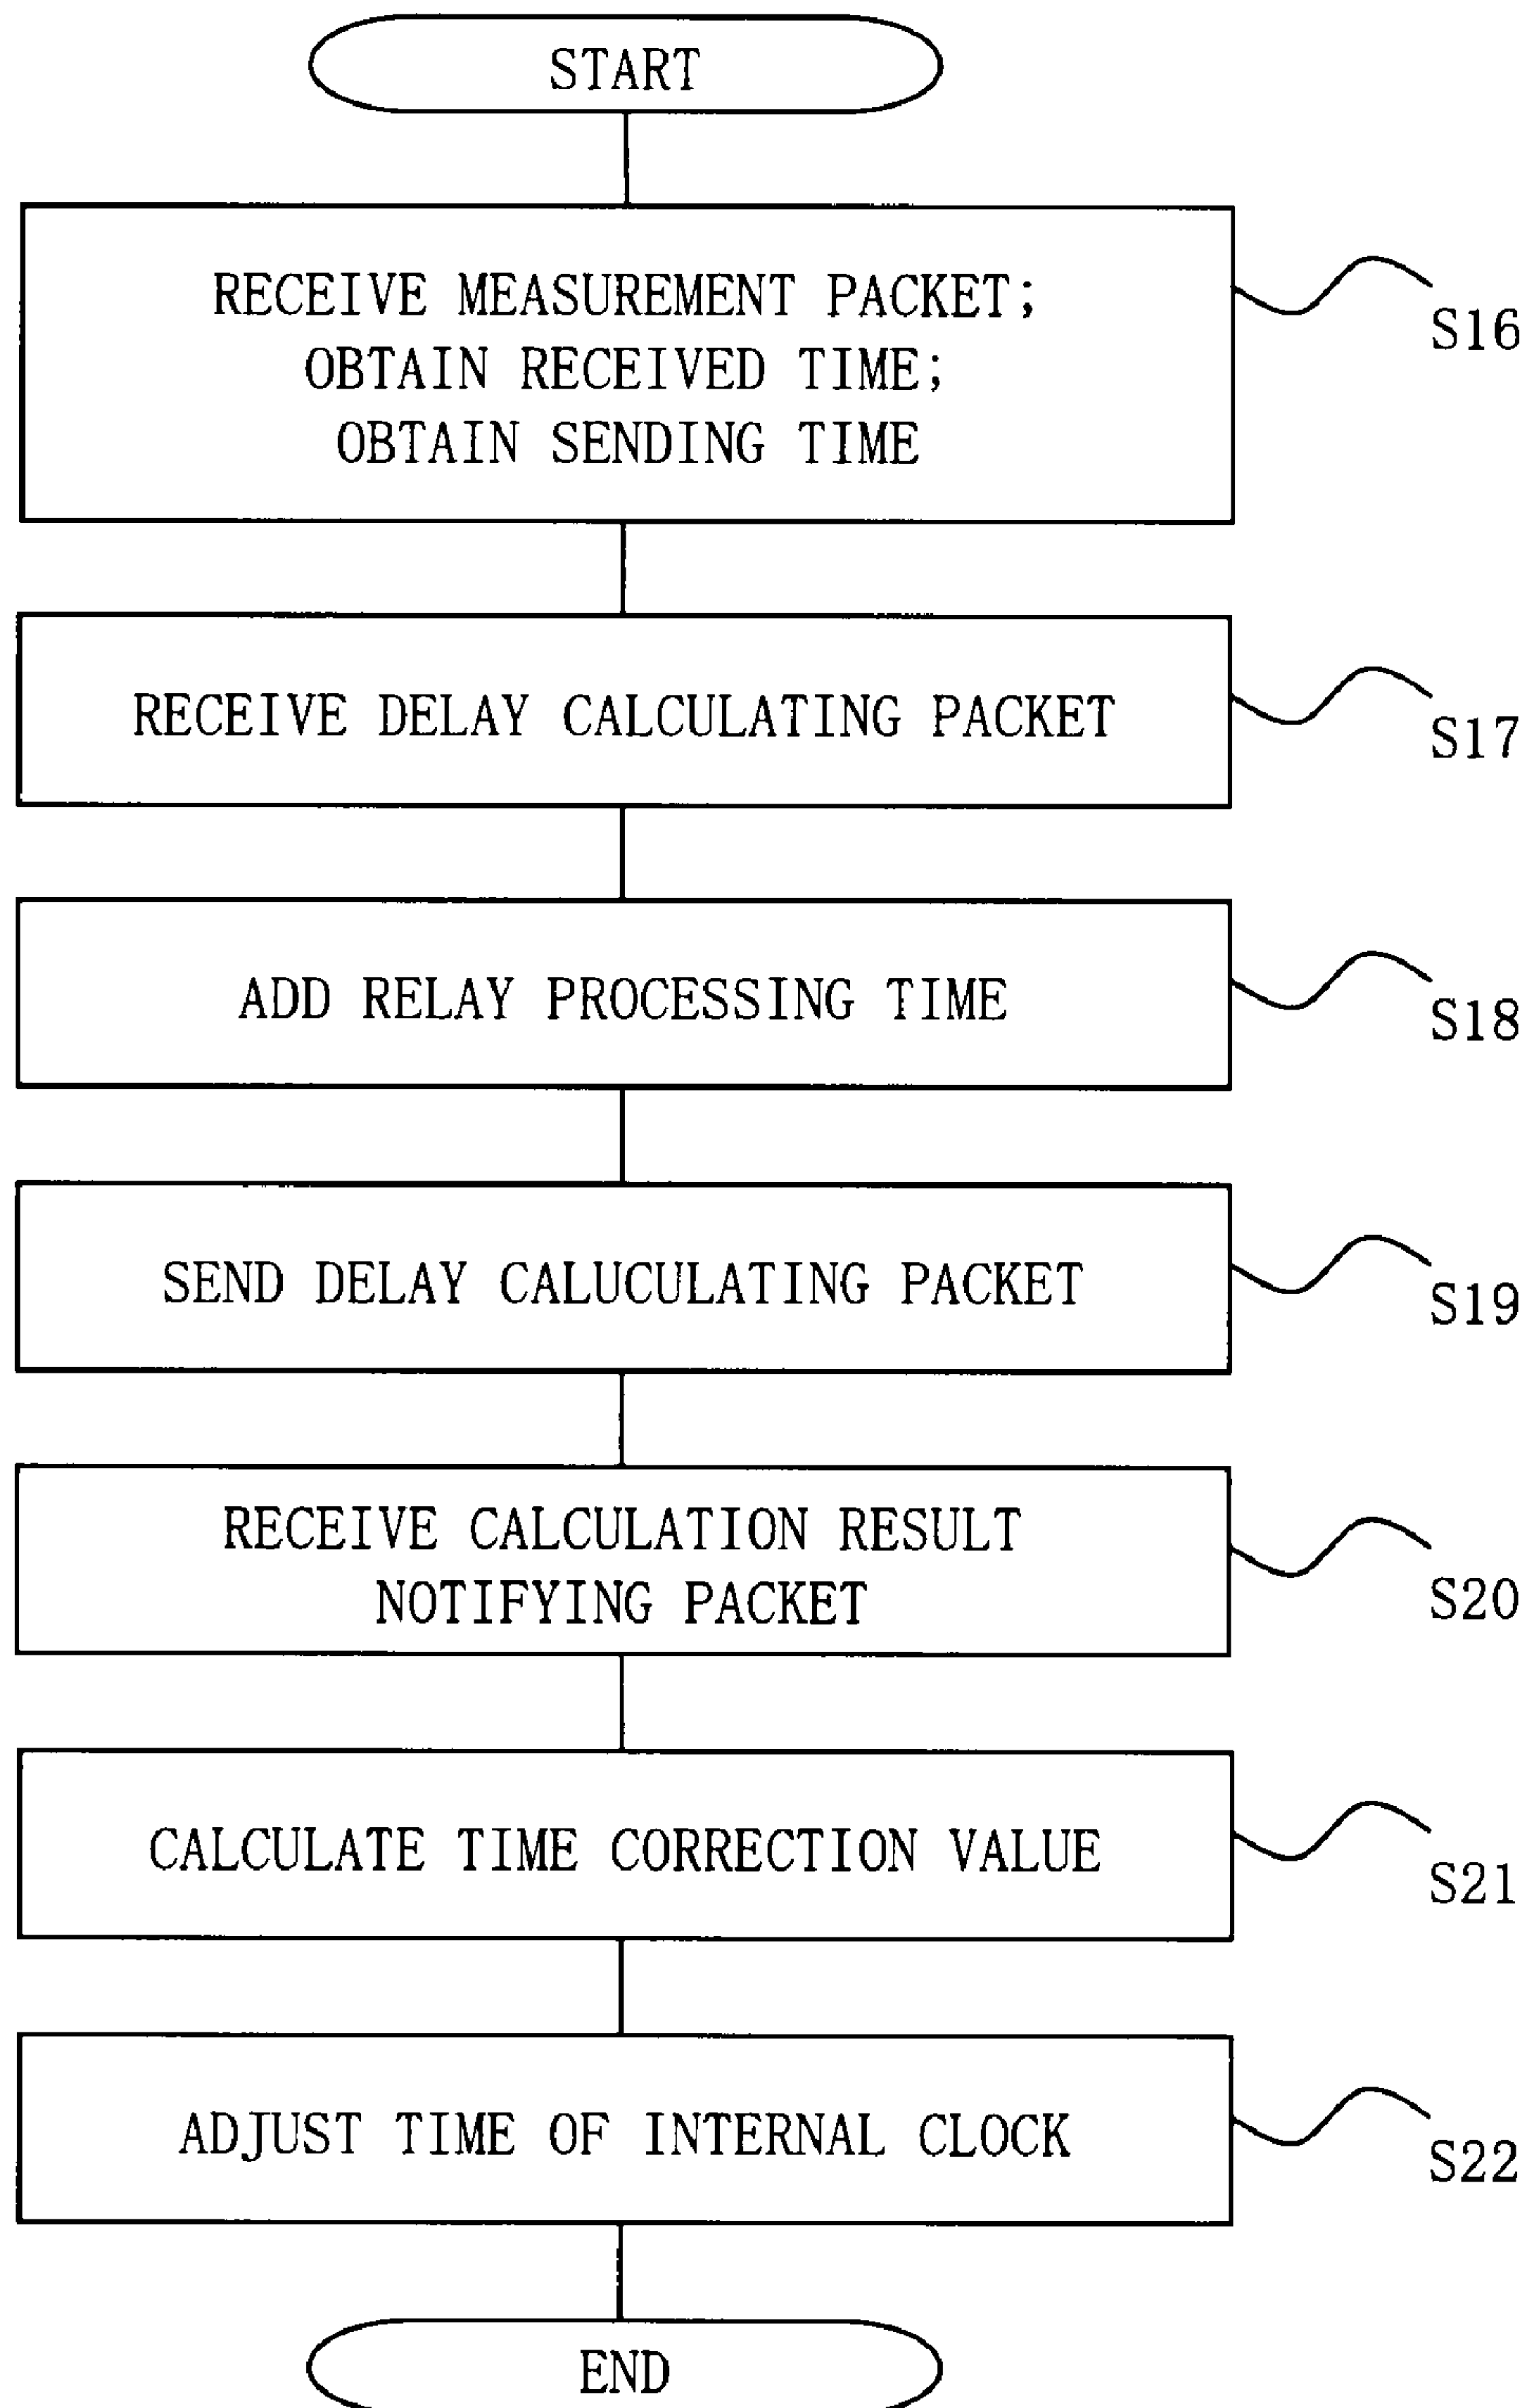 START
RECEIVE MEASUREMENT PACKET;
OBTAIN RECEIVED TIME;
OBTAIN SENDING TIME
S16
RECEIVE DELAY CALCULATING PACKET
S17
ADD RELAY PROCESSING TIME
S18
SEND DELAY CALUCULATING PACKET
S19
RECEIVE CALCULATION RESULT
NOTIFYING PACKET
S20
CALCULATE TIME CORRECTION VALUE
S21
ADJUST TIME OF INTERNAL CLOCK
S22
END